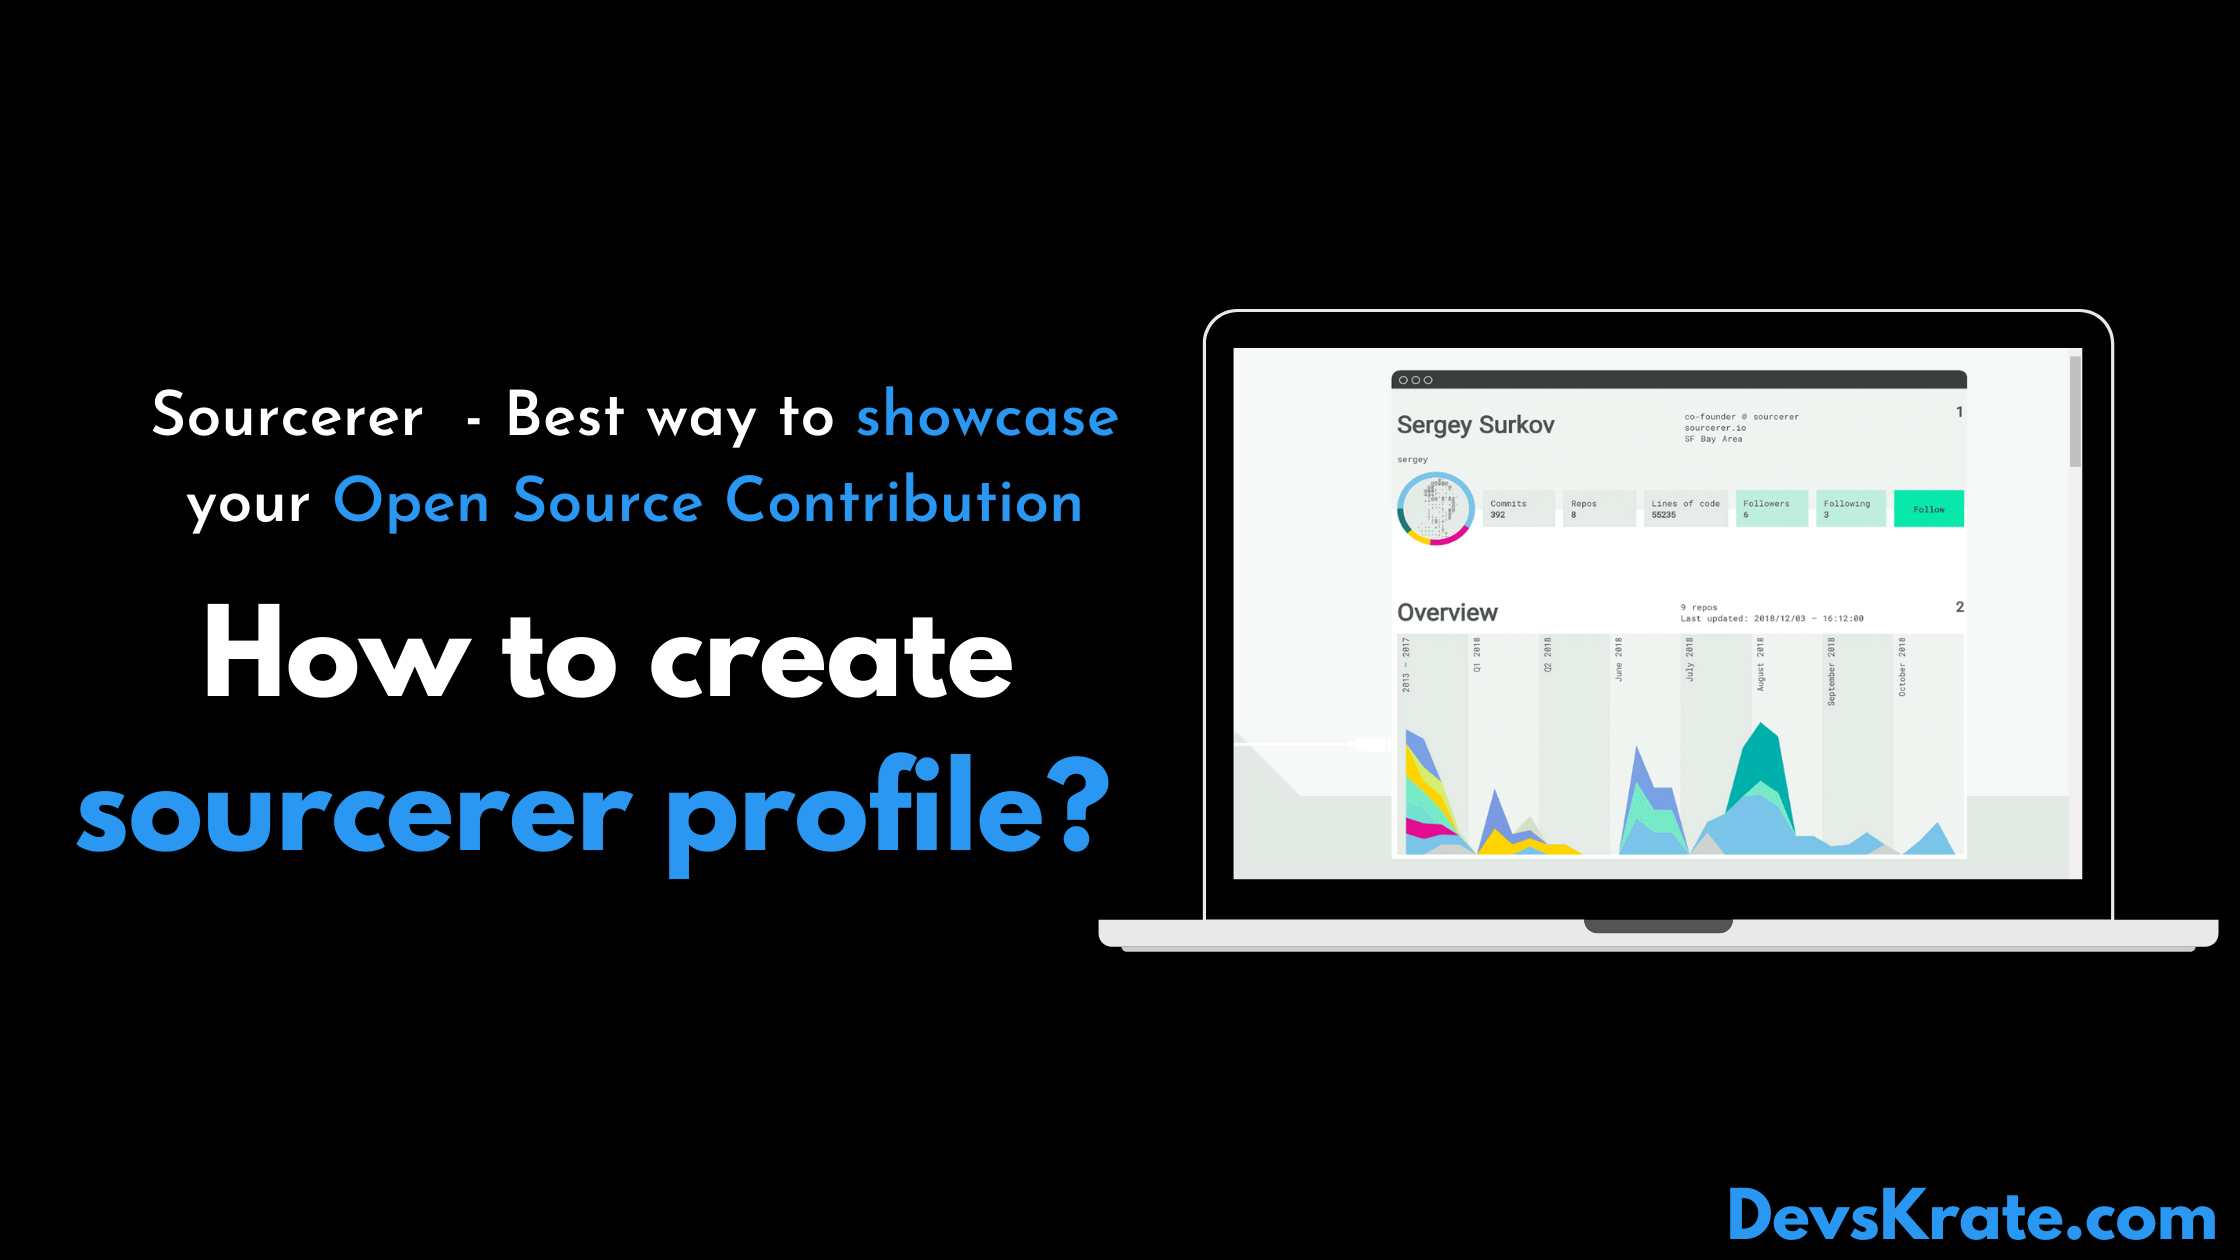 Sourcerer - Best way to showcase
your Open Source Contribution
How to create
sourcerer profile?
Sergey Surkov
co-founder @ sourcerer
sourcerer.io
SF Bay Area
1
sergey
Commits
392
Repos
8
Lines of code
55235
Followers
6
Following
3
Follow
Overview
9 repos
Last updated: 2018/12/03 – 16:12:00
2
2013 – 2017
Q1 2018
Q2 2018
June 2018
July 2018
August 2018
September 2018
October 2018
DevsKrate.com